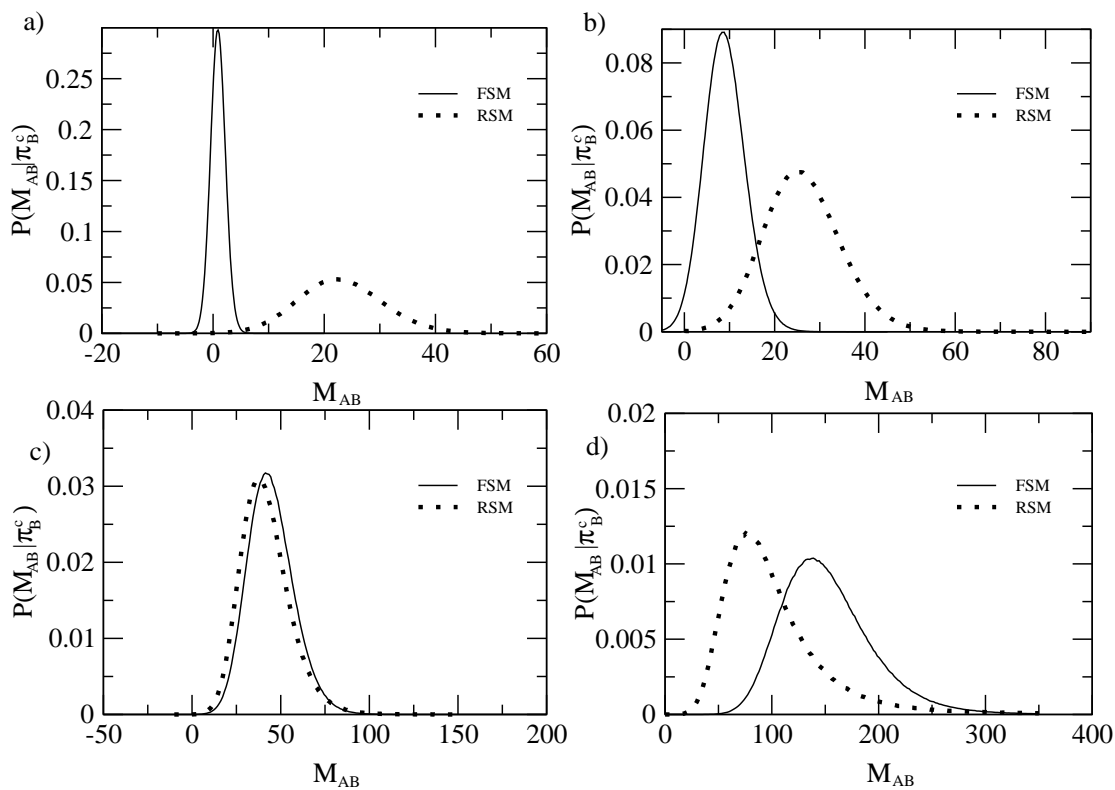 a)
0.25
0.2
0.15
0.1
0.05
0
P(M_AB|π_B^c)
FSM
RSM
-20 0 20 40 60
M_AB
b)
0.08
0.06
0.04
0.02
0
P(M_AB|π_B^c)
FSM
RSM
0 20 40 60 80
M_AB
c)
0.04
0.03
0.02
0.01
0
P(M_AB|π_B^c)
FSM
RSM
-50 0 50 100 150 200
M_AB
d)
0.02
0.015
0.01
0.005
0
P(M_AB|π_B^c)
FSM
RSM
0 100 200 300 400
M_AB